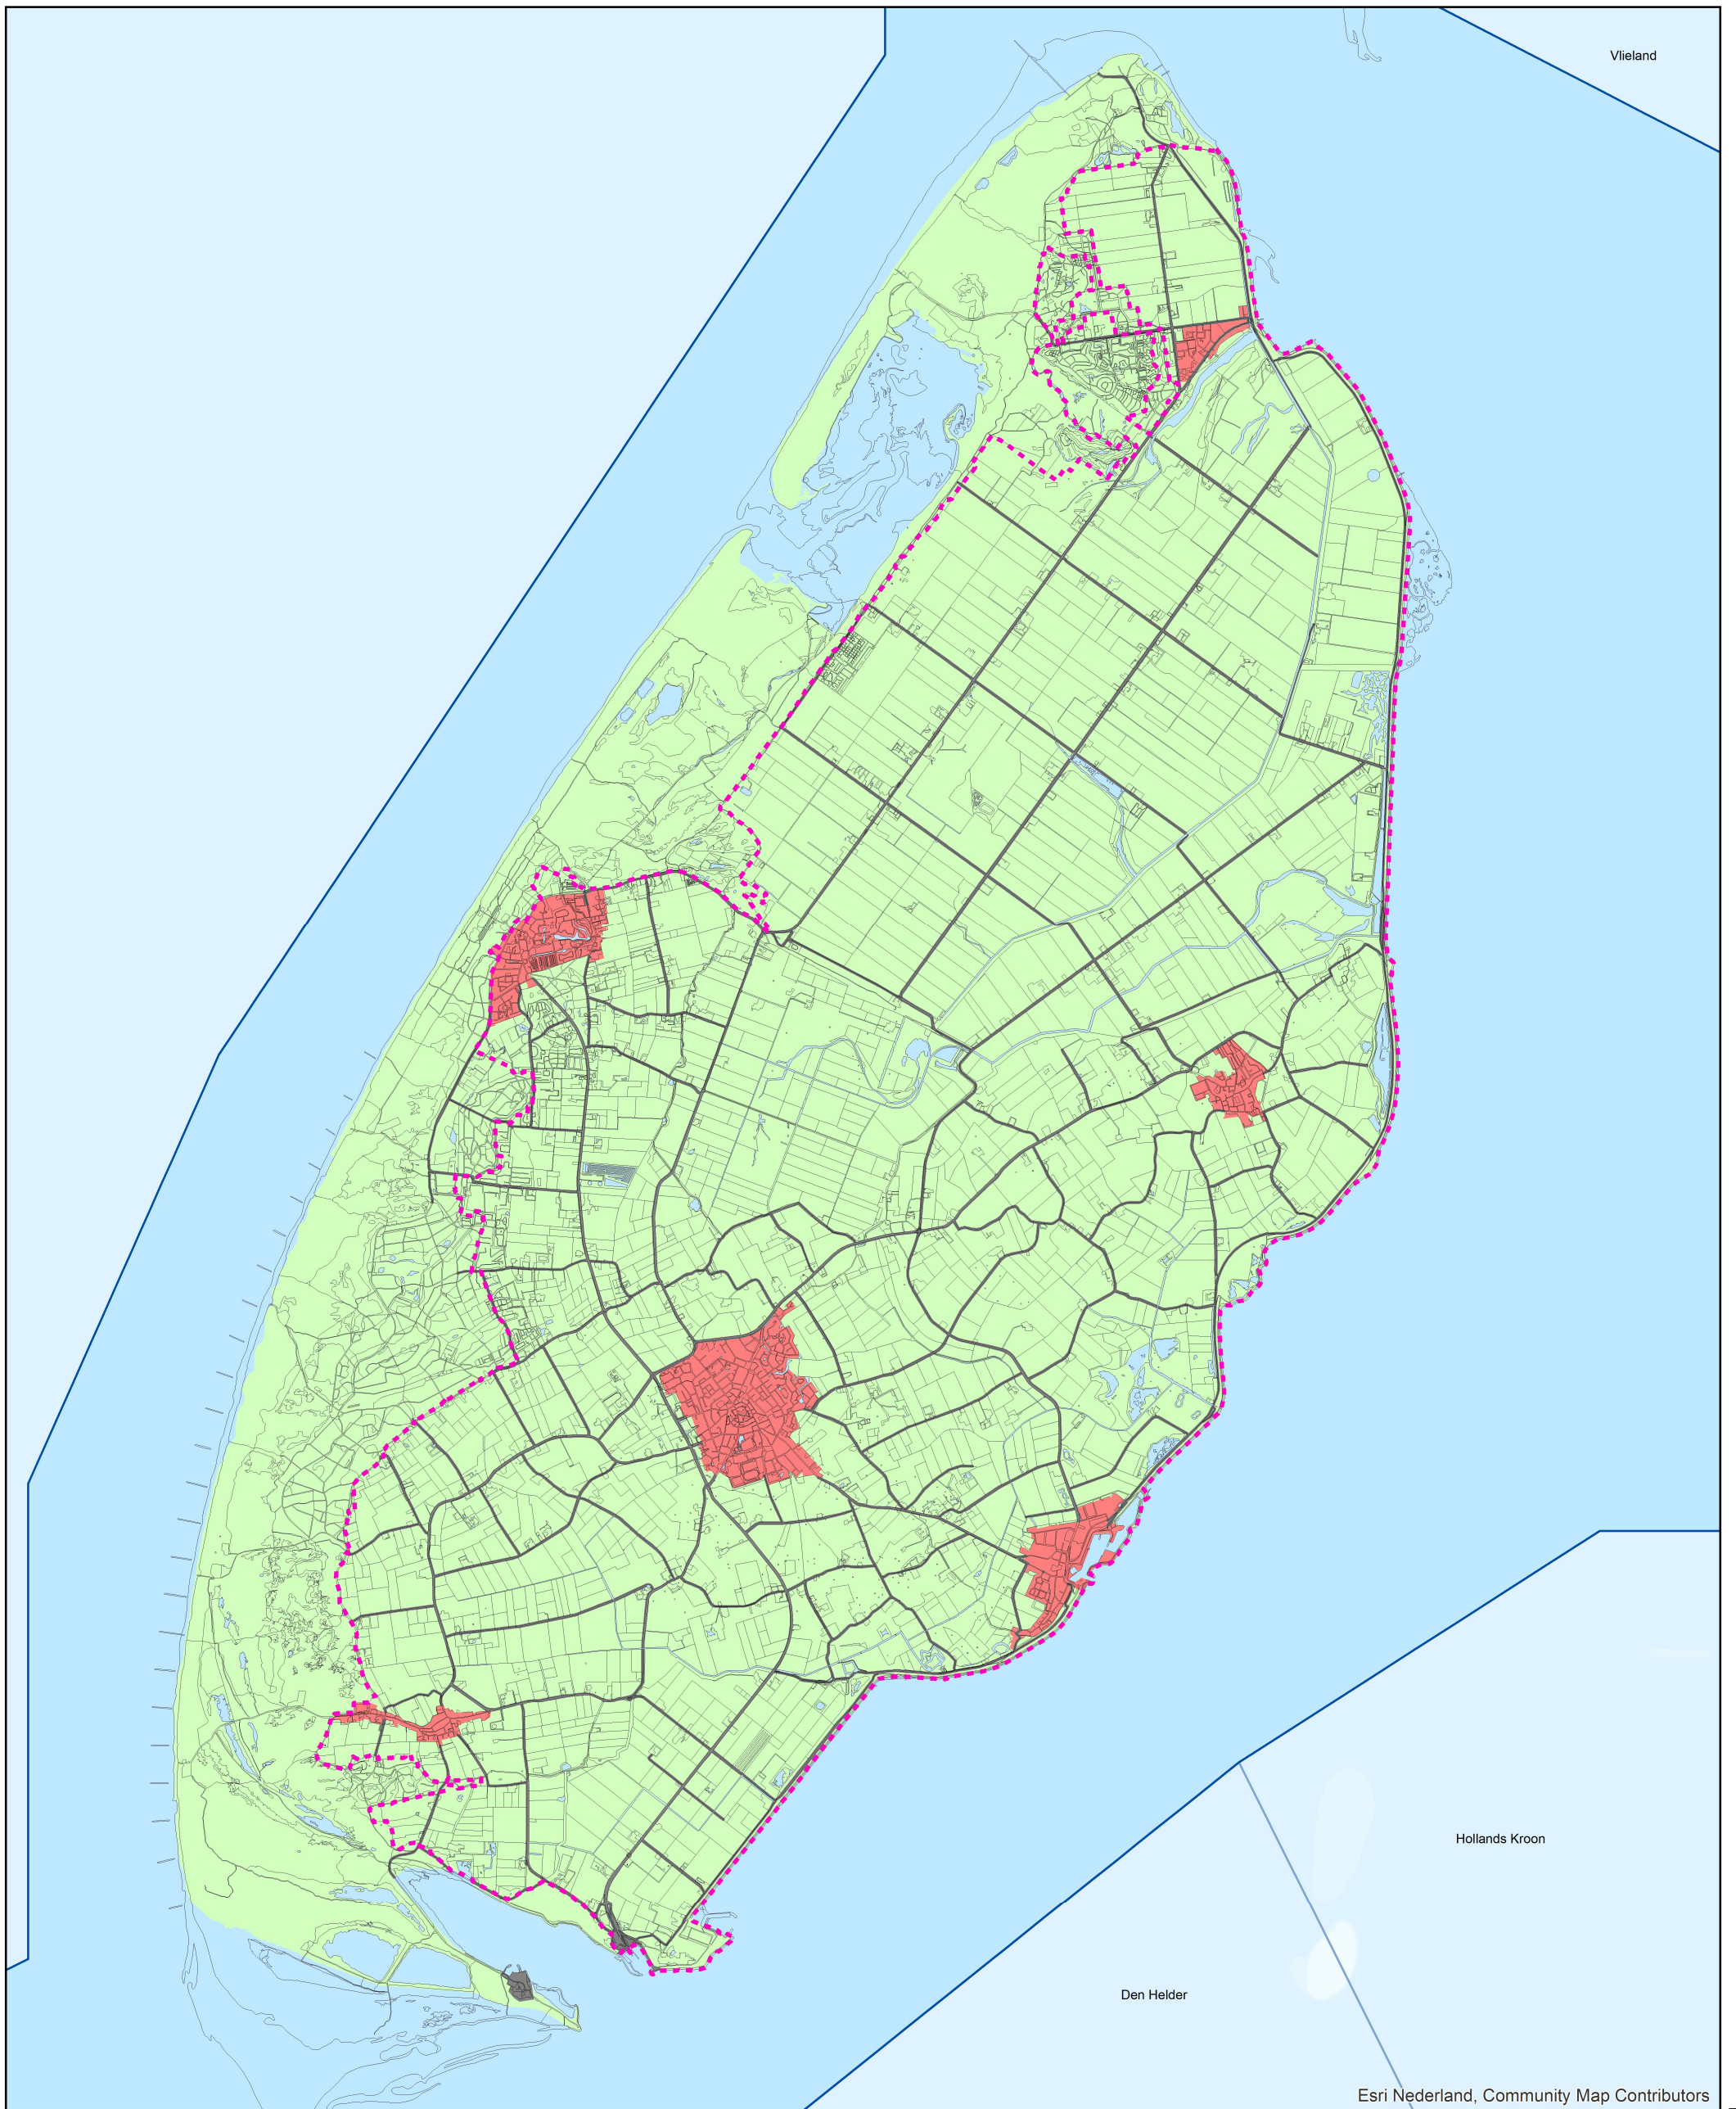 Vlieland
Hollands Kroon
Den Helder
Esri Nederland, Community Map Contributors